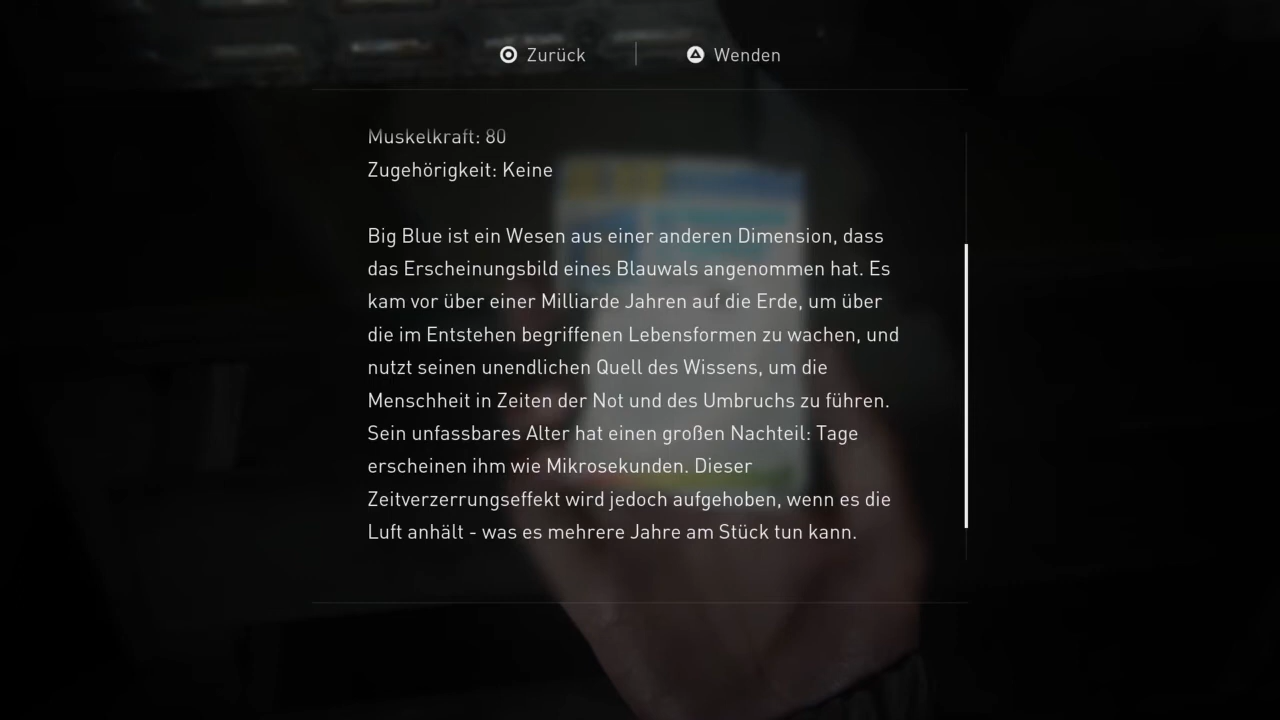 Zurück
Wenden
Muskelkraft: 80
Zugehörigkeit: Keine
Big Blue ist ein Wesen aus einer anderen Dimension, dass
das Erscheinungsbild eines Blauwals angenommen hat. Es
kam vor über einer Milliarde Jahren auf die Erde, um über
die im Entstehen begriffenen Lebensformen zu wachen, und
nutzt seinen unendlichen Quell des Wissens, um die
Menschheit in Zeiten der Not und des Umbruchs zu führen.
Sein unfassbares Alter hat einen großen Nachteil: Tage
erscheinen ihm wie Mikrosekunden. Dieser
Zeitverzerrungseffekt wird jedoch aufgehoben, wenn es die
Luft anhält - was es mehrere Jahre am Stück tun kann.